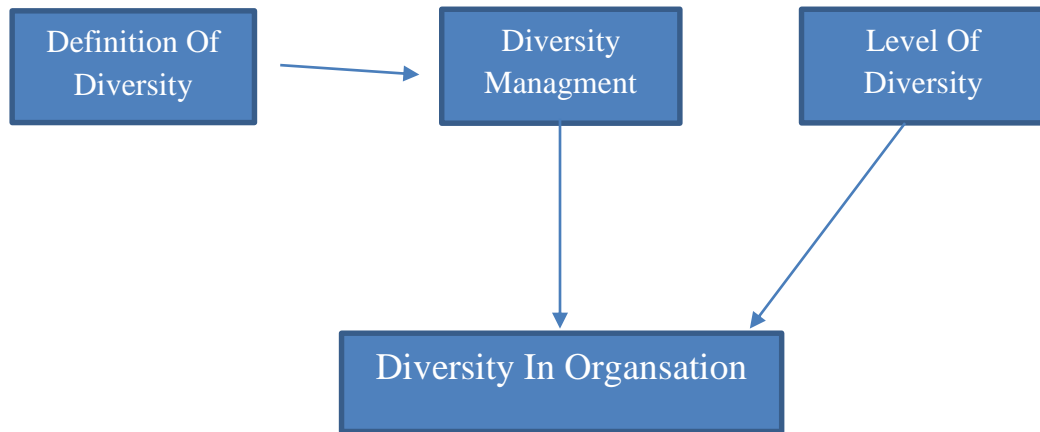 Definition Of
Diversity
Diversity
Managment
Level Of
Diversity
Diversity In Organsation